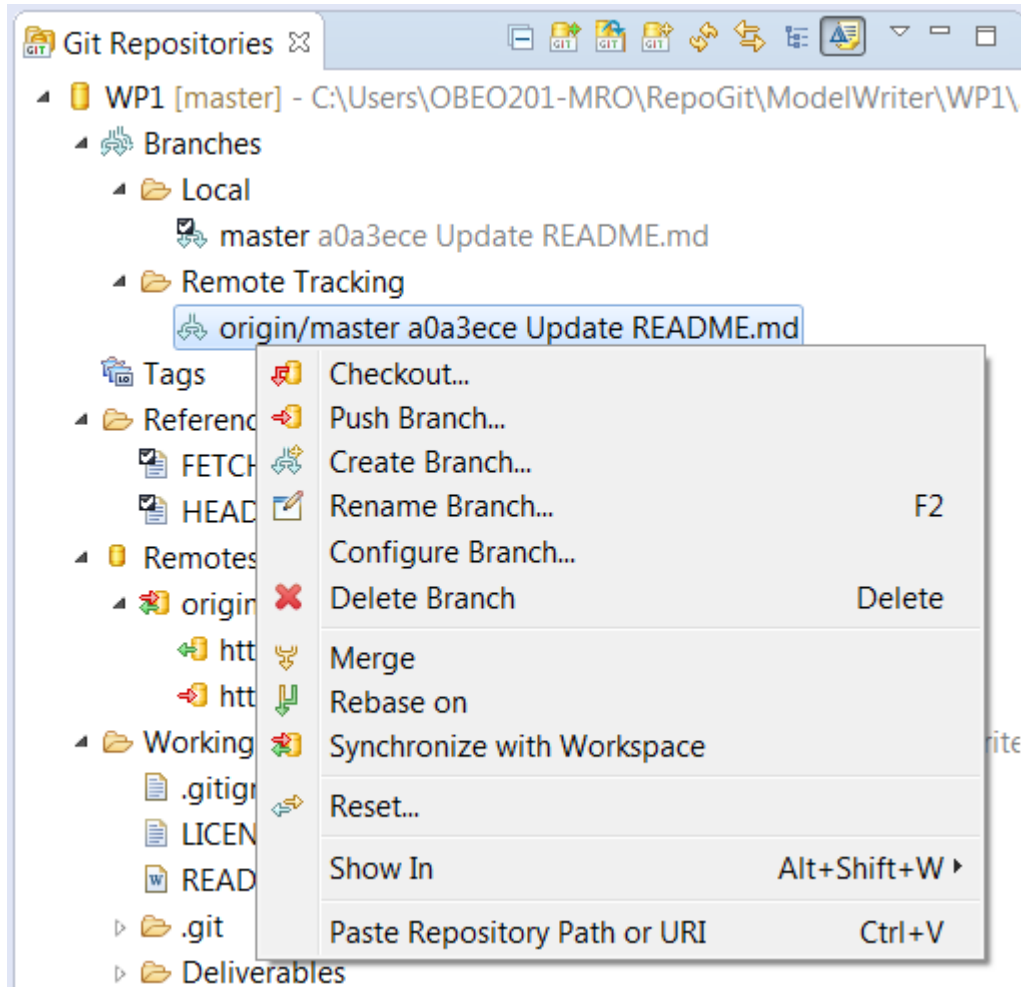 Git Repositories
WP1 [master] - C:\Users\OBEO201-MRO\RepoGit\ModelWriter\WP1\
Branches
Local
master a0a3ece Update README.md
Remote Tracking
origin/master a0a3ece Update README.md
Tags
Checkout...
Push Branch...
Create Branch...
Rename Branch... F2
Configure Branch...
Delete Branch Delete
Merge
Rebase on
Synchronize with Workspace
Reset...
Show In Alt+Shift+W
Paste Repository Path or URI Ctrl+V
Referenc
FETCH
HEAD
Remotes
origin
htt
htt
Working
.gitign
LICEN
READ
.git
Deliverables